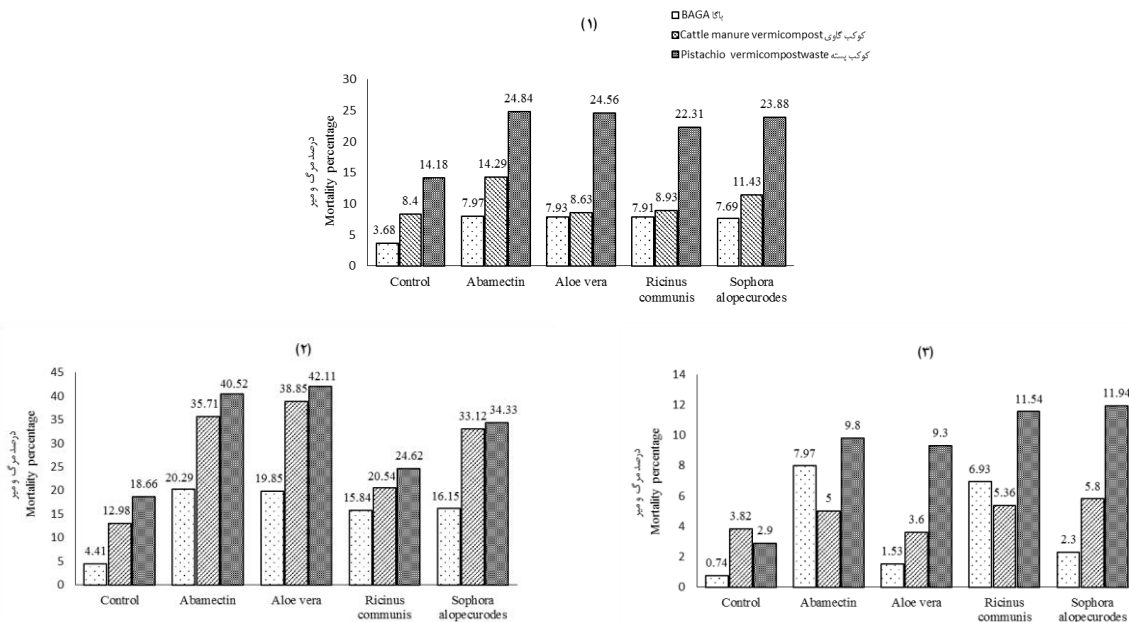 (۱)
BAGA باگا
Cattle manure vermicompost کوکب گاوی
Pistachio vermicompostwaste کوکب پسته
درصد مرگ و میر
Mortality percentage
30
25
20
15
10
5
0
3.68 8.4 14.18
7.97 14.29 24.84
7.93 8.63 24.56
7.91 8.93 22.31
7.69 11.43 23.88
Control Abamectin Aloe vera Ricinus Sophora
communis alopecurodes
(۲)
درصد مرگ و میر
Mortality percentage
45
40
35
30
25
20
15
10
5
0
4.41 12.98 18.66
20.29 35.71 40.52
19.85 38.85 42.11
15.84 20.54 24.62
16.15 33.12 34.33
Control Abamectin Aloe vera Ricinus Sophora
communis alopecurodes
(۳)
درصد مرگ و میر
Mortality percentage
14
12
10
8
6
4
2
0
0.74 3.82 2.9
7.97 5 9.8
1.53 3.6 9.3
6.93 5.36 11.54
2.3 5.8 11.94
Control Abamectin Aloe vera Ricinus Sophora
communis alopecurodes